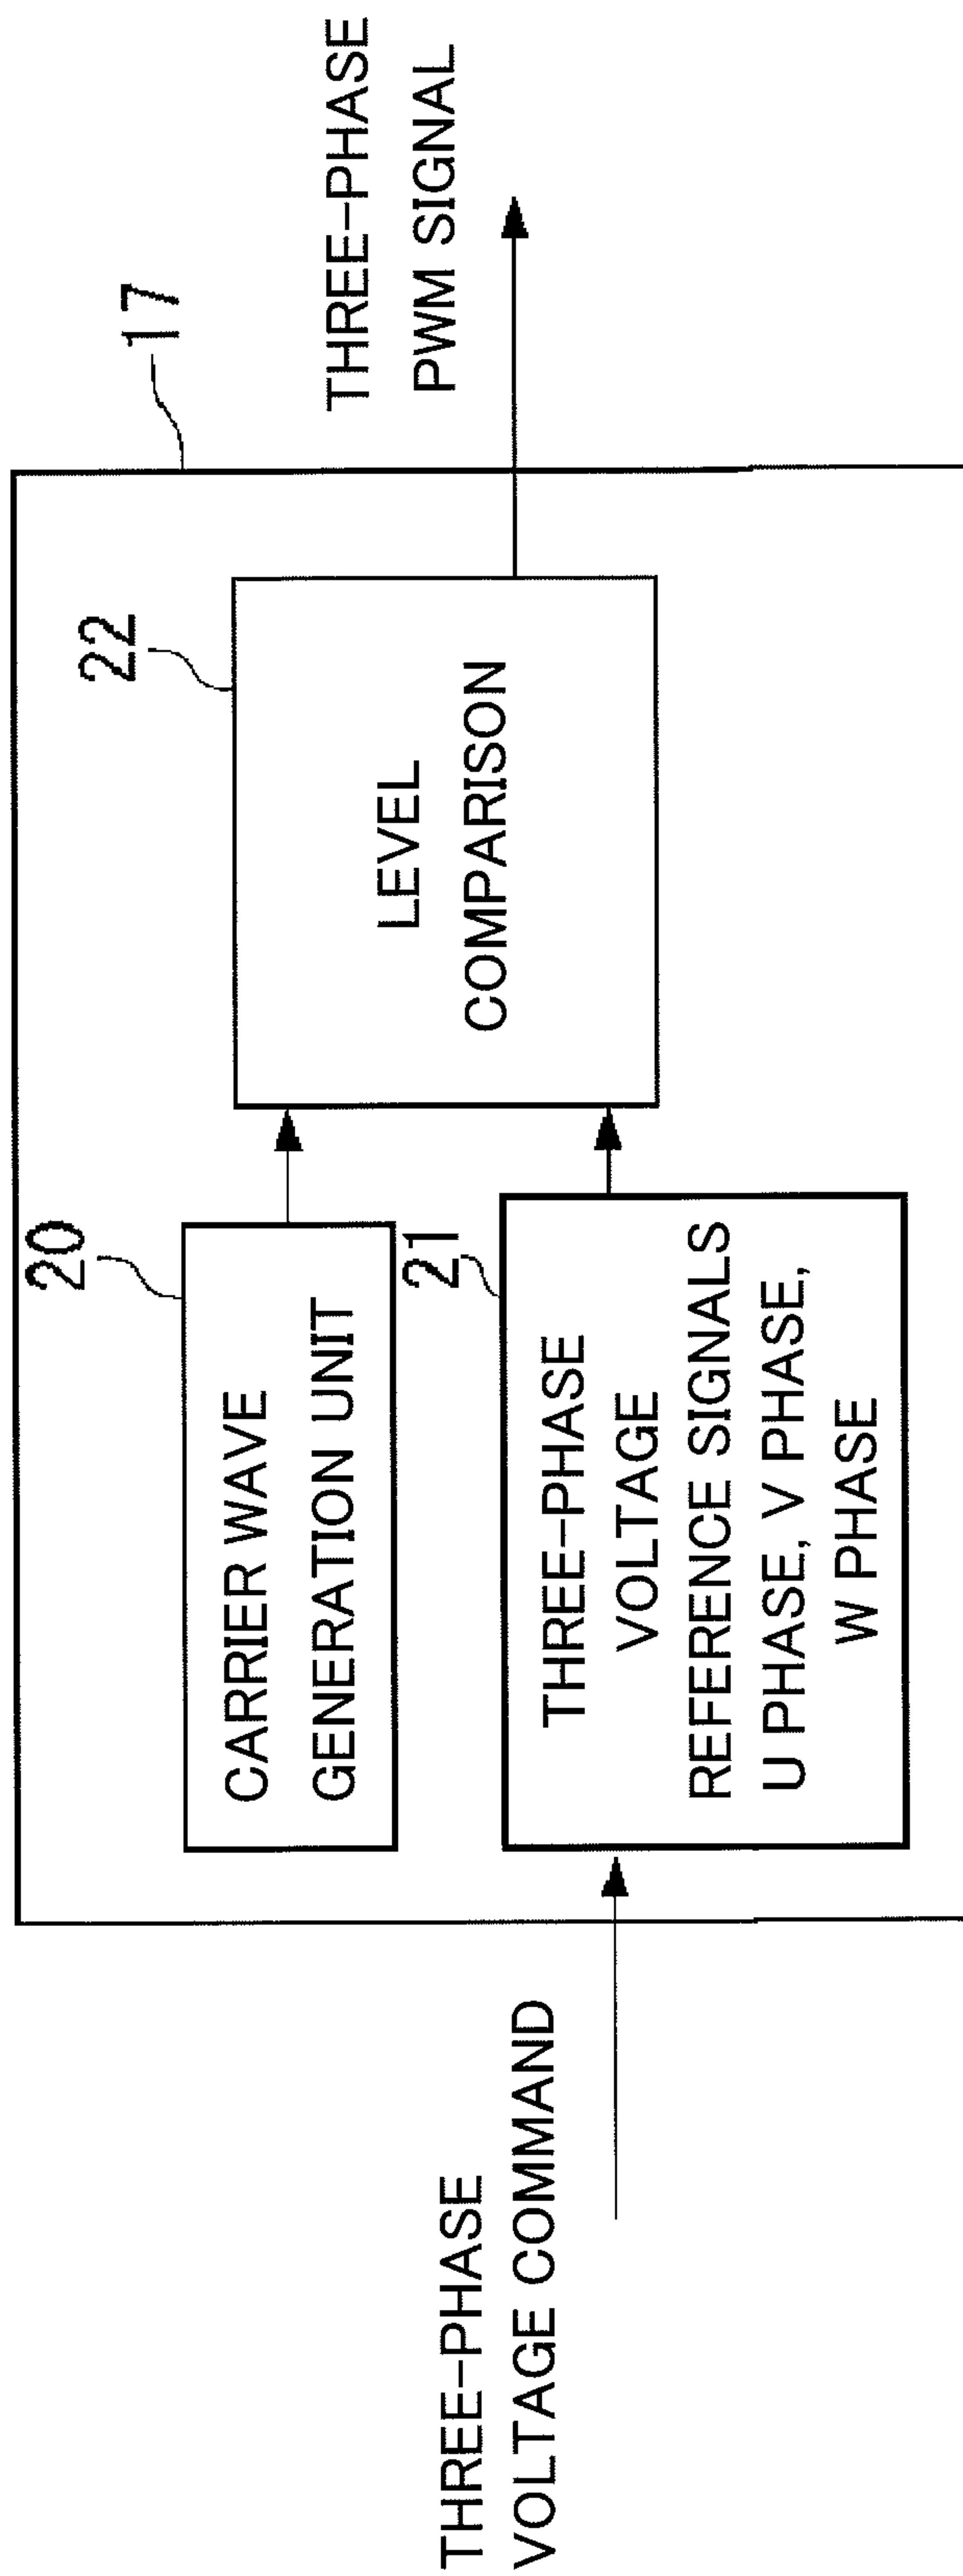 THREE-PHASE
VOLTAGE COMMAND
20
CARRIER WAVE
GENERATION UNIT
21
THREE-PHASE
VOLTAGE
REFERENCE SIGNALS
U PHASE, V PHASE,
W PHASE
22
LEVEL
COMPARISON
17
THREE-PHASE
PWM SIGNAL